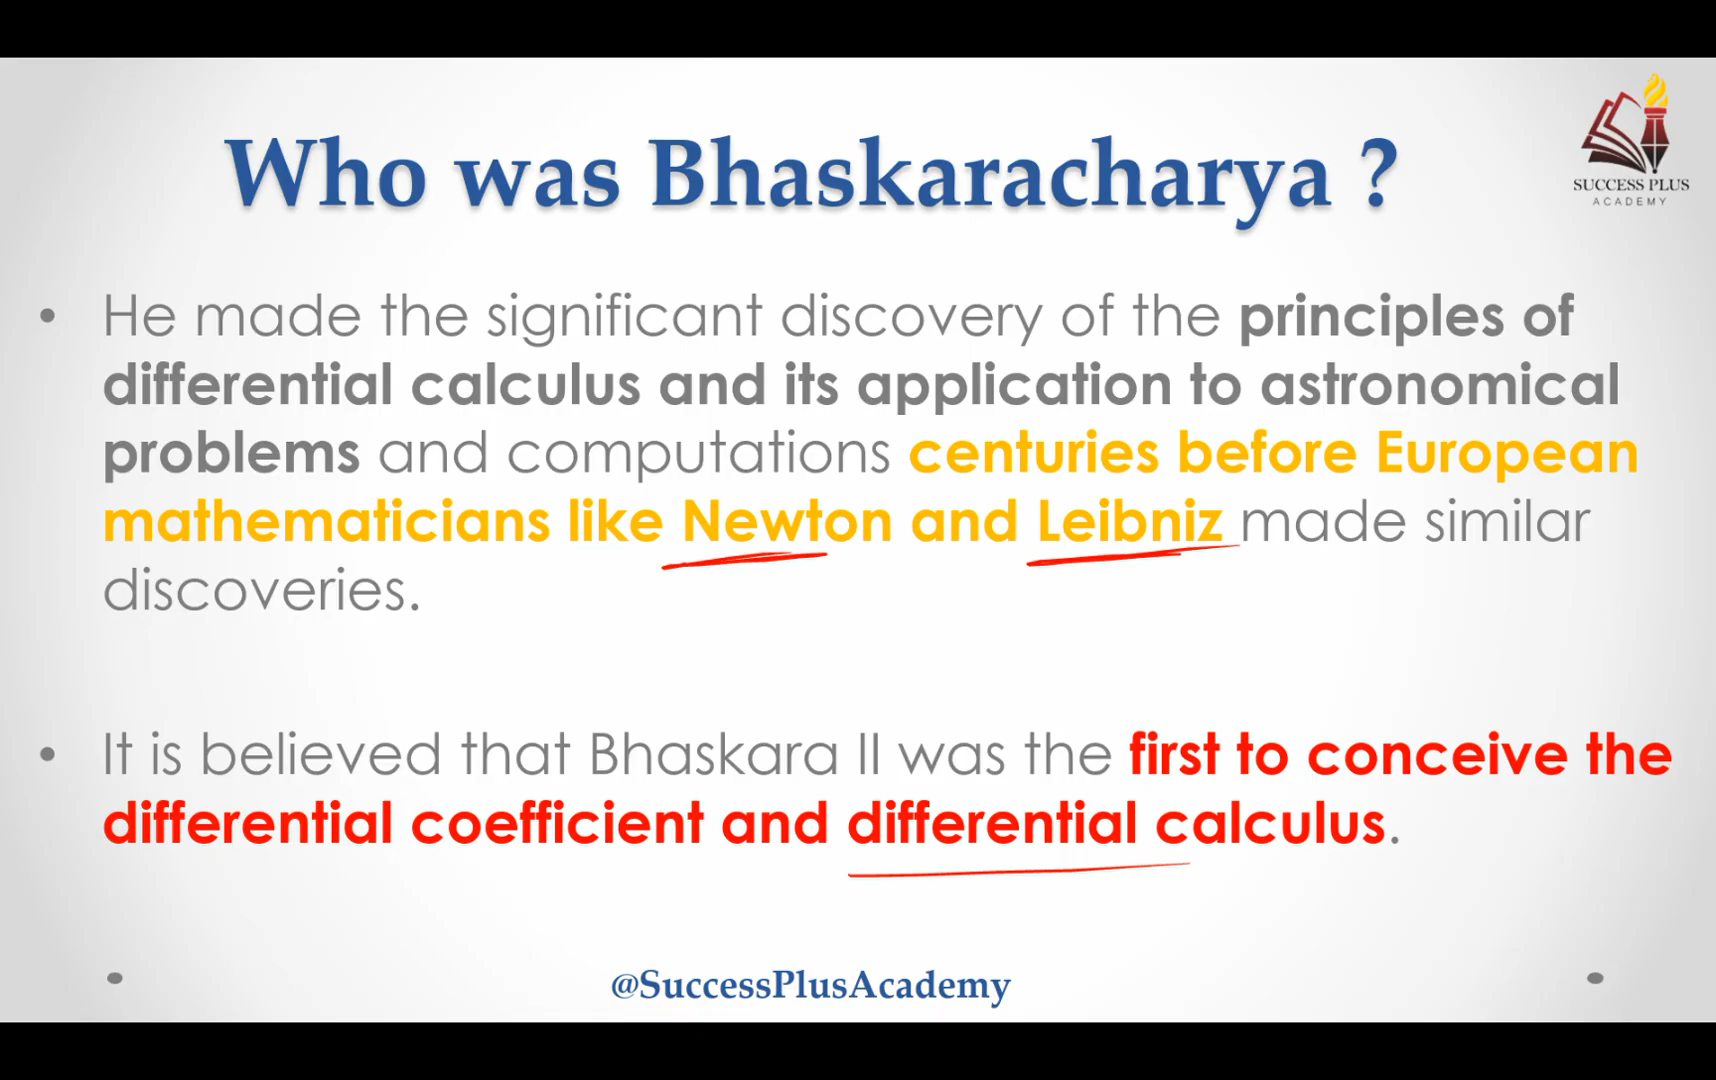 SUCCESS PLUS
ACADEMY
Who was Bhaskaracharya ?
• He made the significant discovery of the principles of
differential calculus and its application to astronomical
problems and computations centuries before European
mathematicians like Newton and Leibniz made similar
discoveries.
• It is believed that Bhaskara II was the first to conceive the
differential coefficient and differential calculus.
@SuccessPlusAcademy